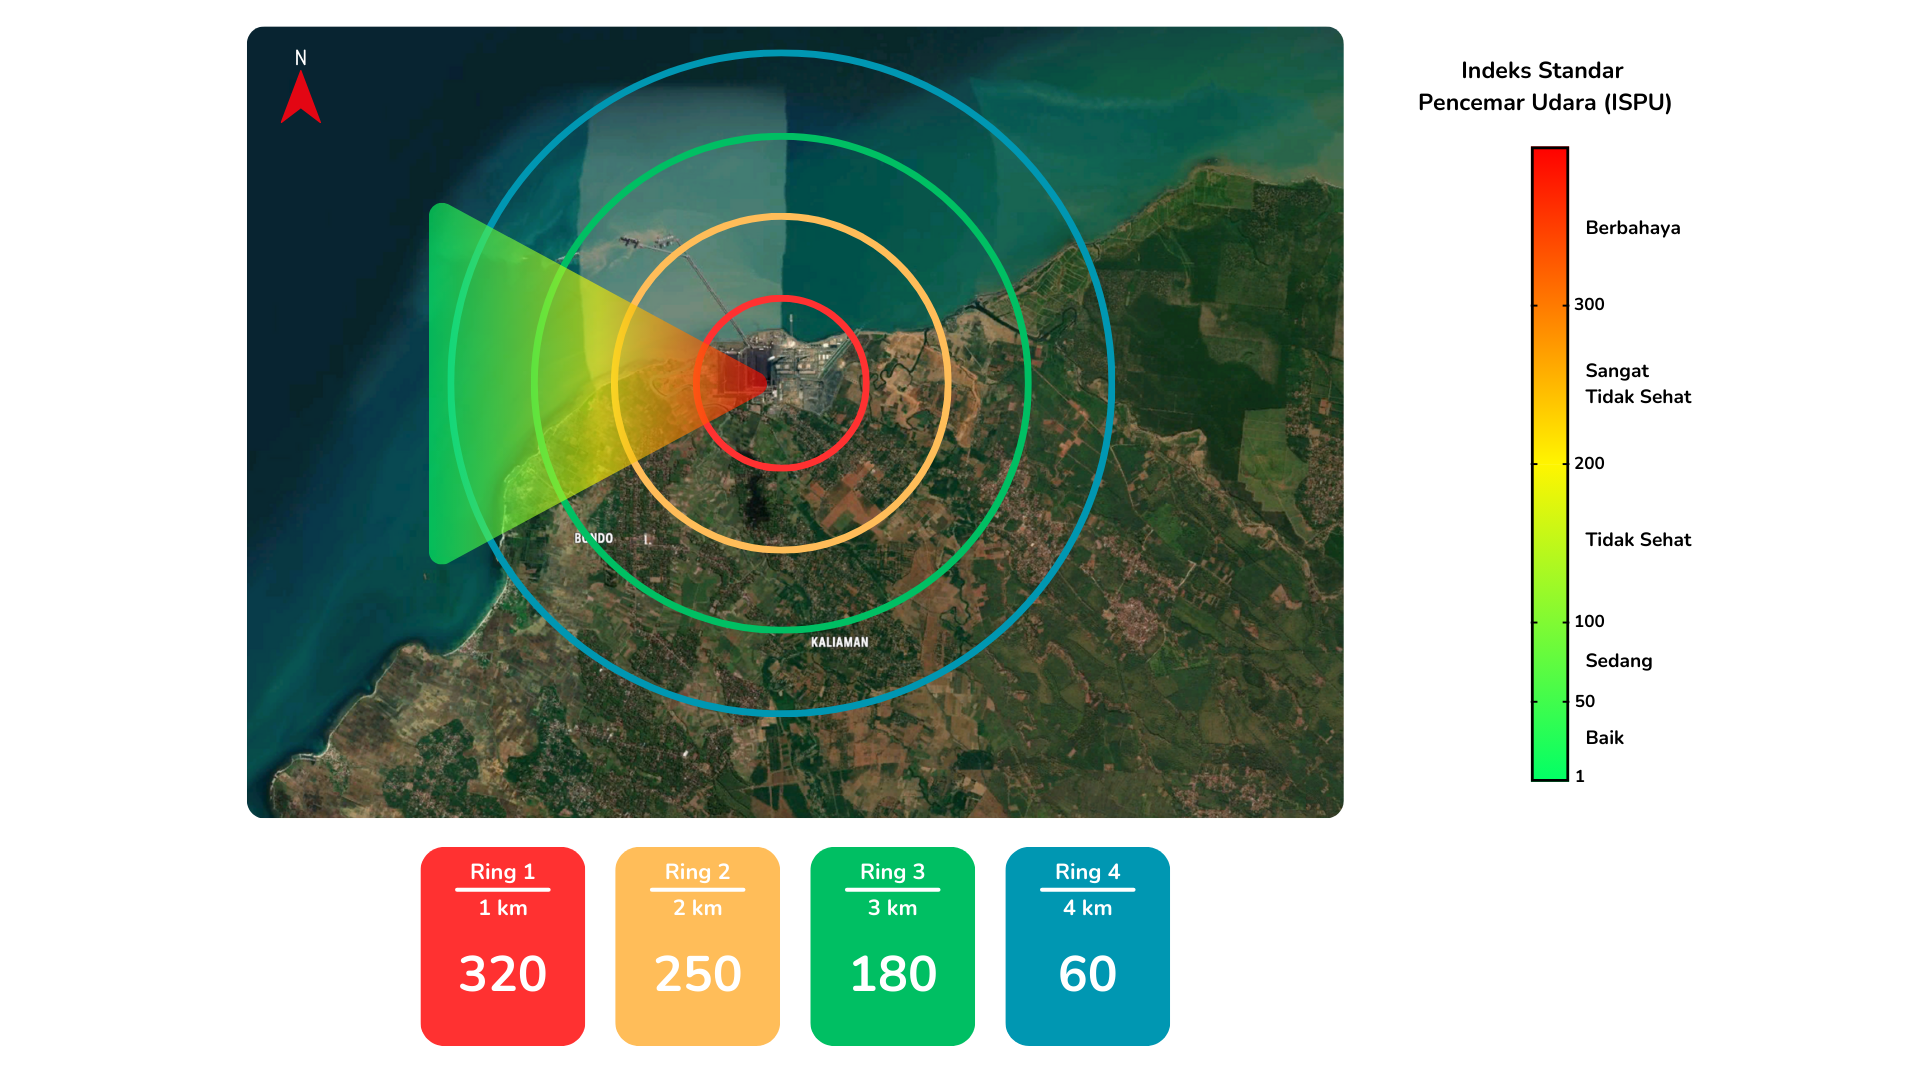 N
BONDO
KALIAMAN
Indeks Standar
Pencemar Udara (ISPU)
Berbahaya
300
Sangat
Tidak Sehat
200
Tidak Sehat
100
Sedang
50
Baik
1
Ring 1
1 km
320
Ring 2
2 km
250
Ring 3
3 km
180
Ring 4
4 km
60